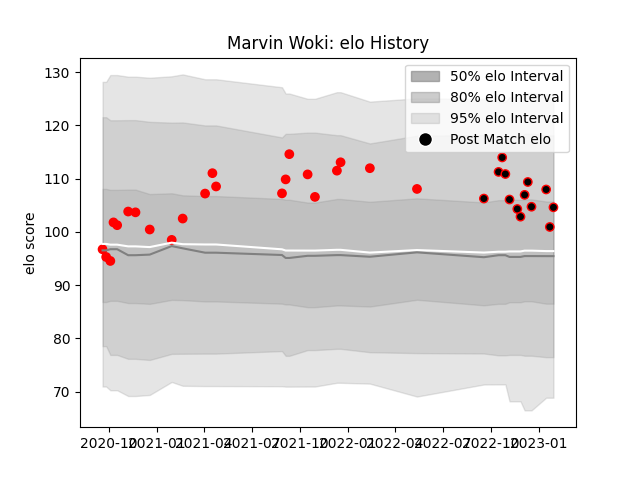 Marvin Woki: elo History
130
120
110
100
90
80
70
elo score
50% elo Interval
80% elo Interval
95% elo Interval
Post Match elo
2020-10
2021-01
2021-04
2021-07
2021-10
2022-01
2022-04
2022-07
2022-10
2023-01